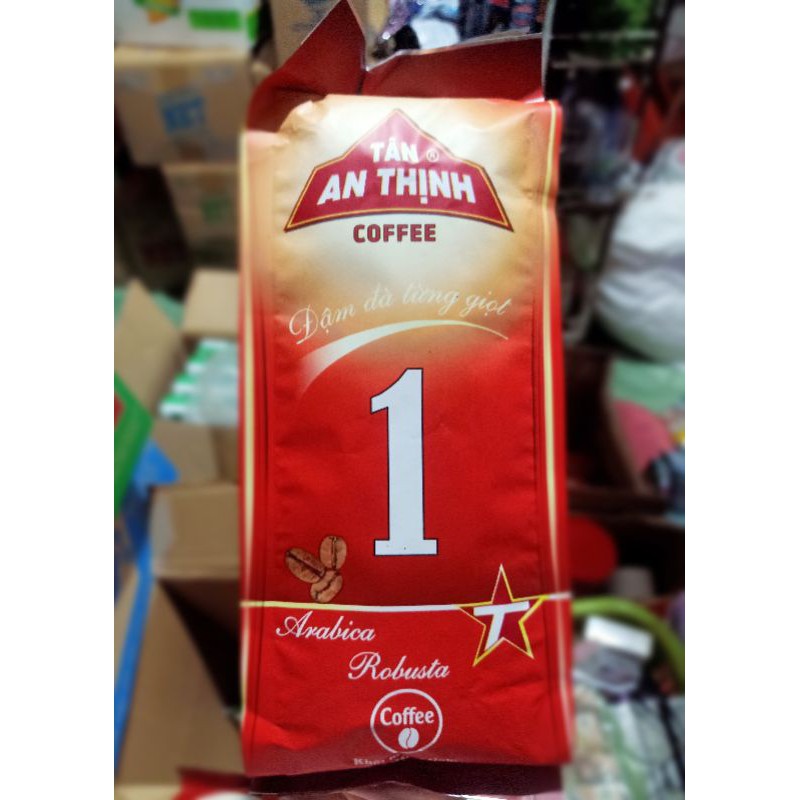 TÂN ®
AN THỊNH
COFFEE
Đậm đà từng giọt
1
T
Arabica
Robusta
Coffee